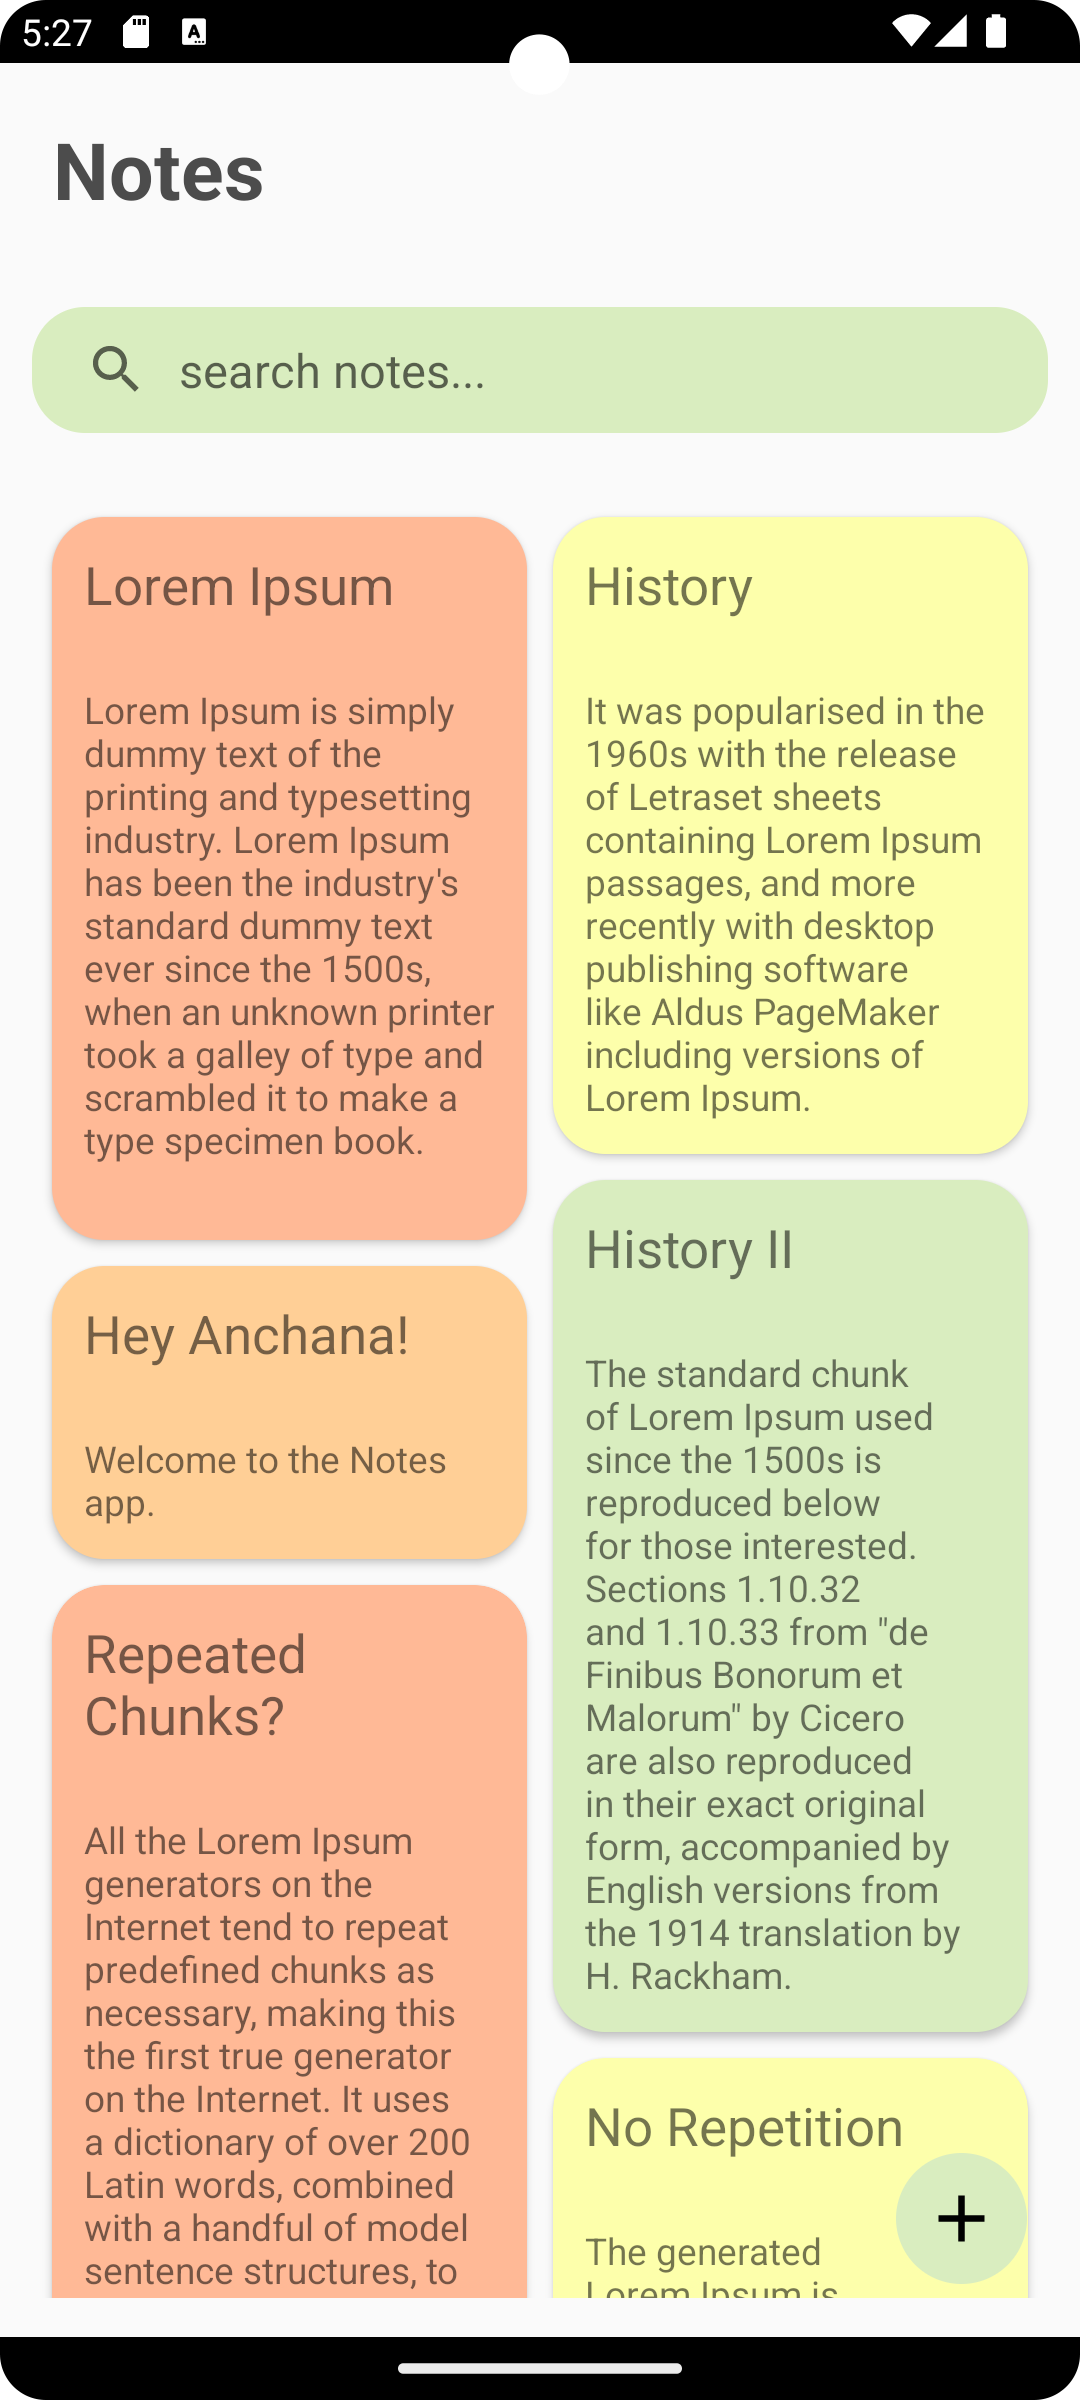 5:27
Notes
search notes...
Lorem Ipsum
Lorem Ipsum is simply
dummy text of the
printing and typesetting
industry. Lorem Ipsum
has been the industry's
standard dummy text
ever since the 1500s,
when an unknown printer
took a galley of type and
scrambled it to make a
type specimen book.
Hey Anchana!
Welcome to the Notes
app.
Repeated
Chunks?
All the Lorem Ipsum
generators on the
Internet tend to repeat
predefined chunks as
necessary, making this
the first true generator
on the Internet. It uses
a dictionary of over 200
Latin words, combined
with a handful of model
sentence structures, to
History
It was popularised in the
1960s with the release
of Letraset sheets
containing Lorem Ipsum
passages, and more
recently with desktop
publishing software
like Aldus PageMaker
including versions of
Lorem Ipsum.
History II
The standard chunk
of Lorem Ipsum used
since the 1500s is
reproduced below
for those interested.
Sections 1.10.32
and 1.10.33 from "de
Finibus Bonorum et
Malorum" by Cicero
are also reproduced
in their exact original
form, accompanied by
English versions from
the 1914 translation by
H. Rackham.
No Repetition
The generated
Lorem Ipsum is